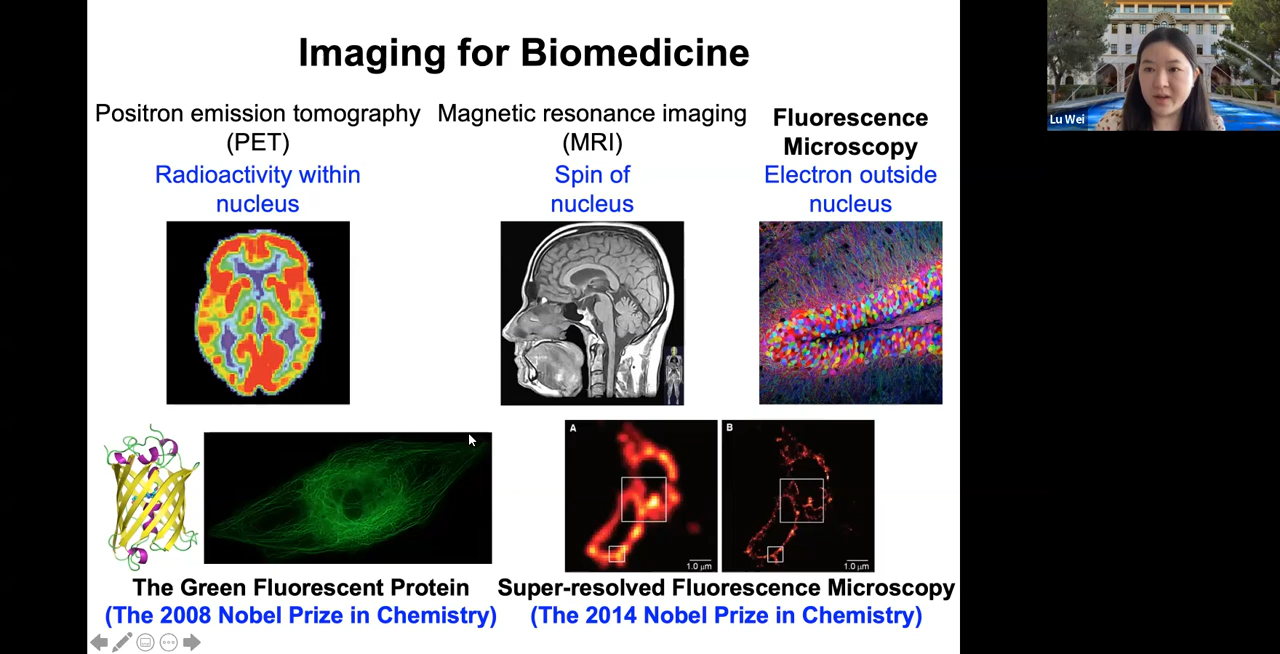 Imaging for Biomedicine
Positron emission tomography
(PET)
Radioactivity within
nucleus
Magnetic resonance imaging
(MRI)
Spin of
nucleus
Fluorescence
Microscopy
Electron outside
nucleus
A
1.0 μm
B
1.0 μm
The Green Fluorescent Protein
(The 2008 Nobel Prize in Chemistry)
Super-resolved Fluorescence Microscopy
(The 2014 Nobel Prize in Chemistry)
Lu Wei